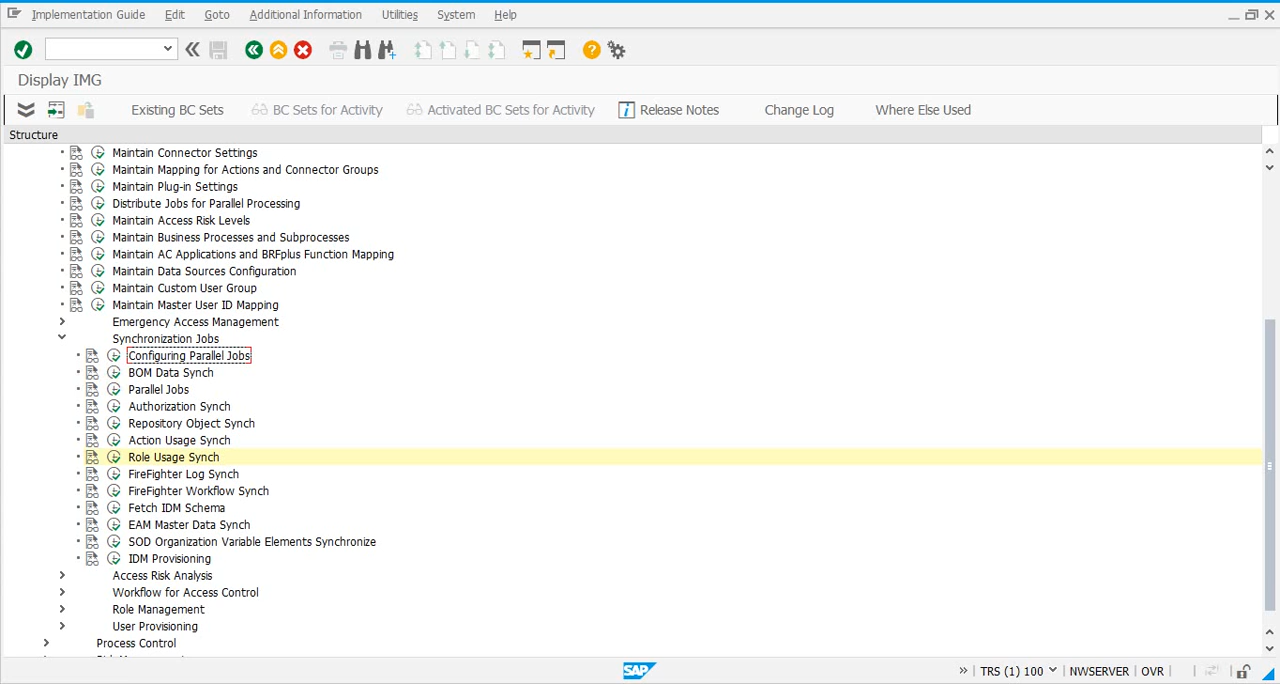 Implementation Guide Edit Goto Additional Information Utilities System Help
Display IMG
Existing BC Sets BC Sets for Activity Activated BC Sets for Activity Release Notes Change Log Where Else Used
Structure
Maintain Connector Settings
Maintain Mapping for Actions and Connector Groups
Maintain Plug-in Settings
Distribute Jobs for Parallel Processing
Maintain Access Risk Levels
Maintain Business Processes and Subprocesses
Maintain AC Applications and BRFplus Function Mapping
Maintain Data Sources Configuration
Maintain Custom User Group
Maintain Master User ID Mapping
Emergency Access Management
Synchronization Jobs
Configuring Parallel Jobs
BOM Data Synch
Parallel Jobs
Authorization Synch
Repository Object Synch
Action Usage Synch
Role Usage Synch
FireFighter Log Synch
FireFighter Workflow Synch
Fetch IDM Schema
EAM Master Data Synch
SOD Organization Variable Elements Synchronize
IDM Provisioning
Access Risk Analysis
Workflow for Access Control
Role Management
User Provisioning
Process Control
SAP TRS (1) 100 NWSERVER OVR